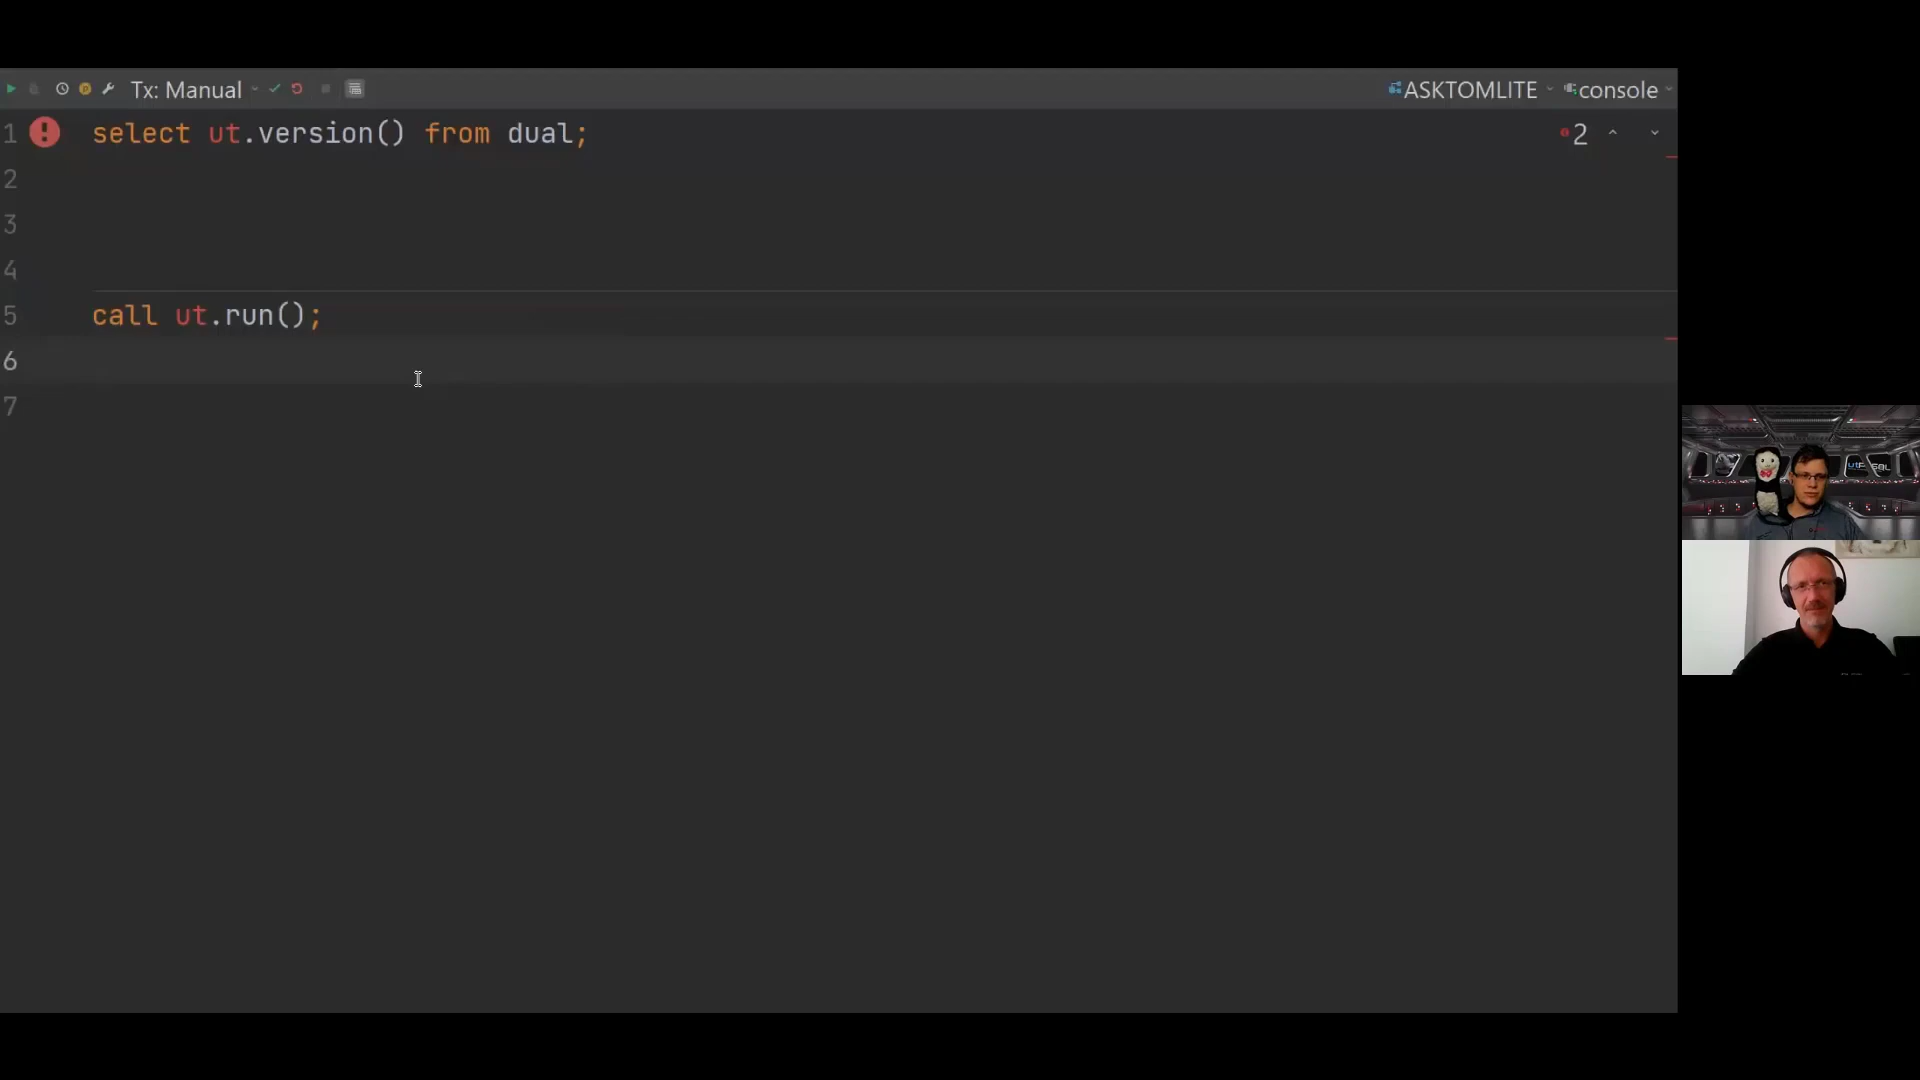 Tx: Manual
ASKTOMLITE
console
1 select ut.version() from dual;
2
2
3
4
5 call ut.run();
6
7